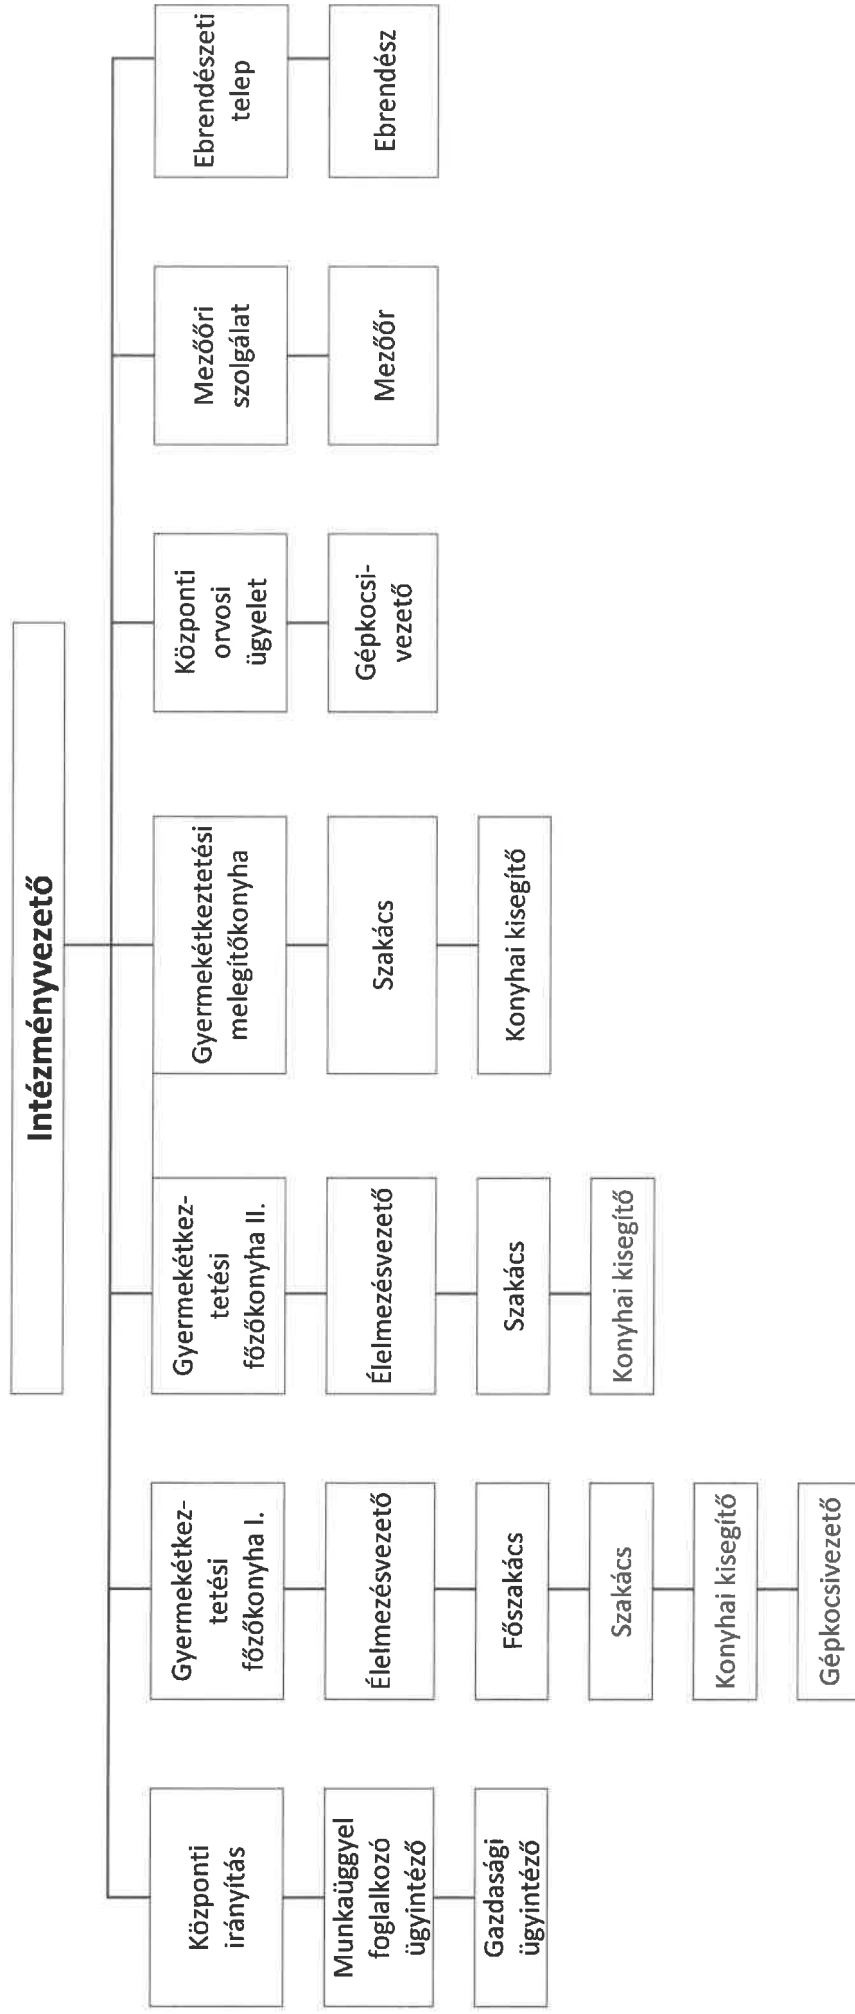 Intézményvezető
Központi
irányítás
Munkaüggyel
foglalkozó
ügyintéző
Gazdasági
ügyintéző
Gyermekétkez-
tetési
főzőkonyha I.
Élelmezésvezető
Főszakács
Szakács
Konyhai kisegítő
Gépkocsivezető
Gyermekétkez-
tetési
főzőkonyha II.
Élelmezésvezető
Szakács
Konyhai kisegítő
Gyermekétkeztetési
melegítőkonyha
Szakács
Konyhai kisegítő
Központi
orvosi
ügyelet
Gépkocsi-
vezető
Mezőőri
szolgálat
Mezőőr
Ebrendészeti
telep
Ebrendész